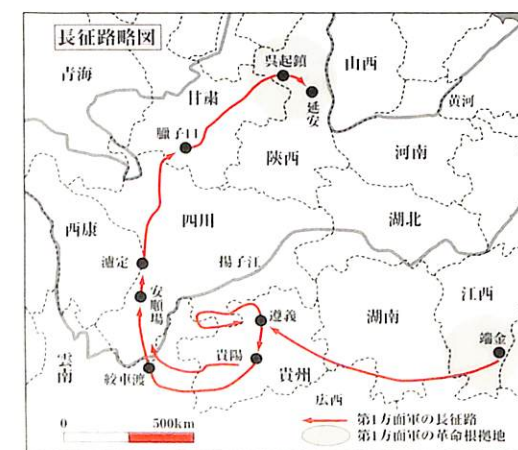 長征路略図
青海
甘粛
呉起鎮
延安
山西
黄河
臘子口
陝西
河南
西康
四川
湖北
瀘定
揚子江
安順場
遵義
湖南
江西
瑞金
貴陽
貴州
雲南
絞車渡
広西
0 500km
第1方面軍の長征路
第1方面軍の革命根拠地